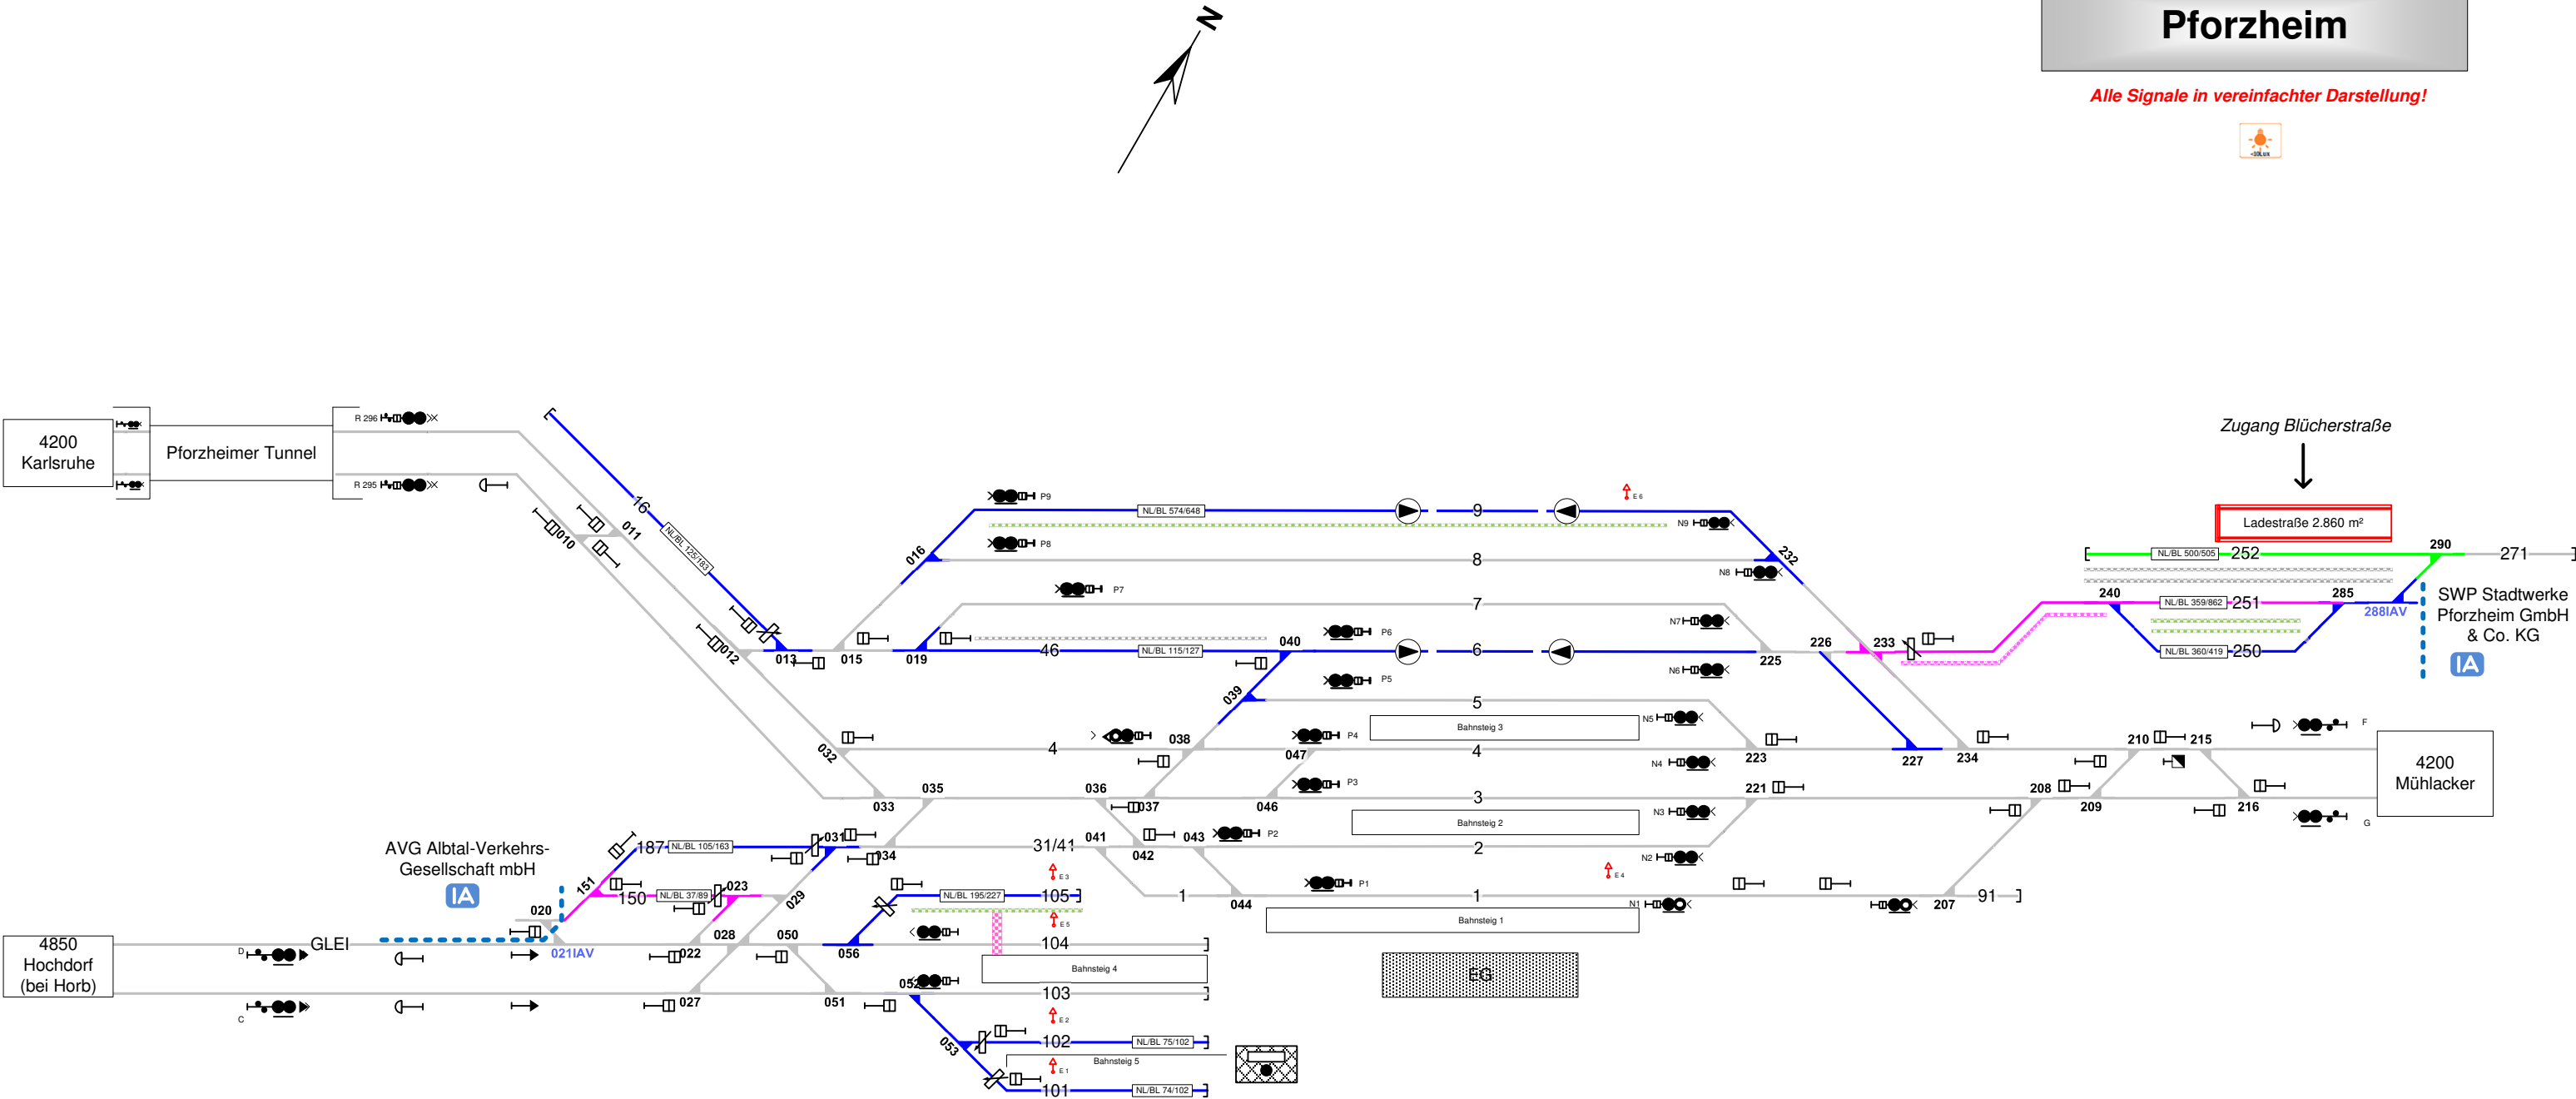 N
Pforzheim
Alle Signale in vereinfachter Darstellung!
<10Lux
4200
Karlsruhe
Pforzheimer Tunnel
R 296
R 295
010
011
16
NL/BL 125/183
012
013
015
016
019
P9
P8
P7
NL/BL 574/648
9
E 6
N9
8
N8
232
7
N7
46
NL/BL 115/127
040
P6
6
N6
225
226
233
039
P5
5
Bahnsteig 3
N5
Zugang Blücherstraße
Ladestraße 2.860 m²
NL/BL 500/505
252
290
271
240
NL/BL 359/862
251
285
288IAV
NL/BL 360/419
250
SWP Stadtwerke
Pforzheim GmbH
& Co. KG
IA
032
4
038
047
P4
4
N4
223
227
234
210
215
F
4200
Mühlacker
033
035
036
037
046
P3
3
N3
221
208
209
216
G
Bahnsteig 2
AVG Albtal-Verkehrs-
Gesellschaft mbH
IA
151
187
NL/BL 105/163
031
034
31/41
041
042
043
P2
2
N2
E 3
E 4
150
NL/BL 37/89
023
029
NL/BL 195/227
105
1
044
P1
1
N1
207
91
Bahnsteig 1
020
E 5
4850
Hochdorf
(bei Horb)
D
GLEI
021IAV
022
028
050
056
104
Bahnsteig 4
EG
C
027
051
052
103
E 2
053
102
NL/BL 75/102
Bahnsteig 5
E 1
101
NL/BL 74/102